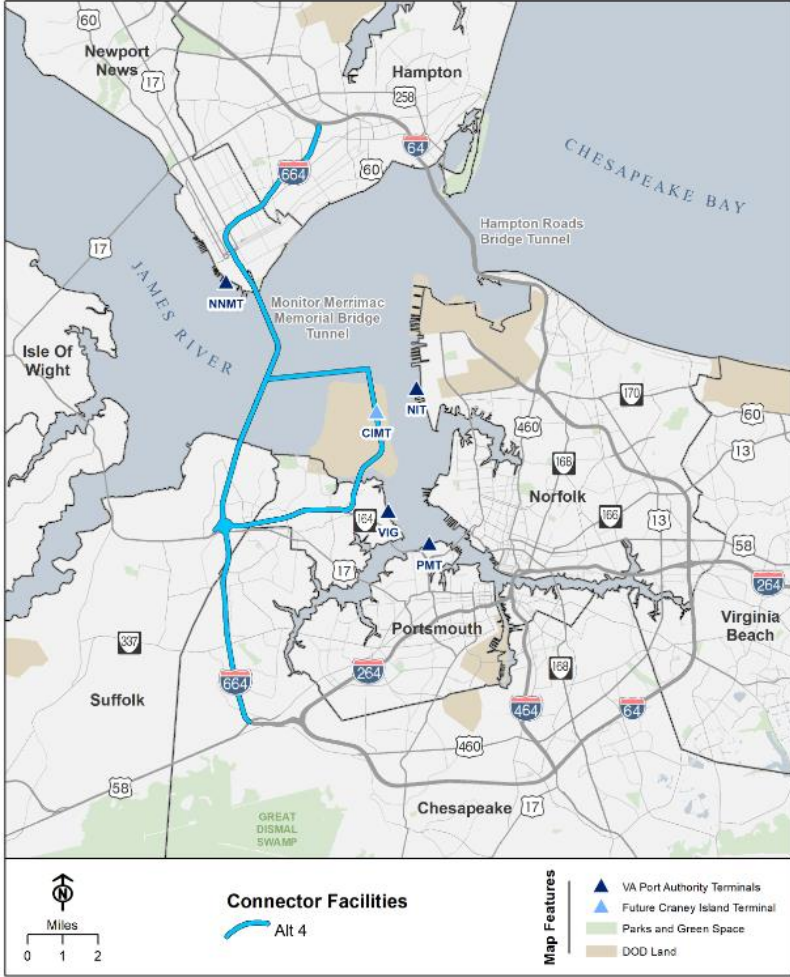 60
Newport
News
17
Hampton
258
64
664
60
CHESAPEAKE BAY
17
Hampton Roads
Bridge Tunnel
JAMES RIVER
NNMT
Monitor Merrimac
Memorial Bridge
Tunnel
Isle Of
Wight
NIT
170
CIMT
460
60
13
168
Norfolk
164
VIG
166
13
58
17
PMT
264
Virginia
Beach
Portsmouth
337
664
264
168
Suffolk
464
64
460
58
Chesapeake
17
GREAT
DISMAL
SWAMP
N
Miles
0 1 2
Connector Facilities
Alt 4
Map Features
VA Port Authority Terminals
Future Craney Island Terminal
Parks and Green Space
DOD Land